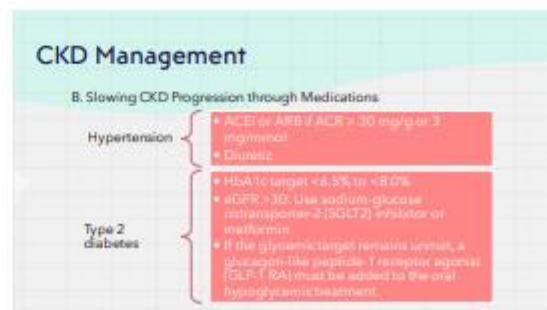 CKD Management
B. Slowing CKD Progression through Medications
Hypertension
• ACEI or ARB if ACR > 30 mg/g or 3
mg/mmol
• Diuretic
Type 2
diabetes
• HbA1c target <6.5% to <8.0%
• eGFR >30: Use sodium-glucose
cotransporter-2 (SGLT2) inhibitor or
metformin
• If the glycemic target remains unmet, a
glucagon-like peptide-1 receptor agonist
(GLP-1 RA) must be added to the oral
hypoglycemic treatment